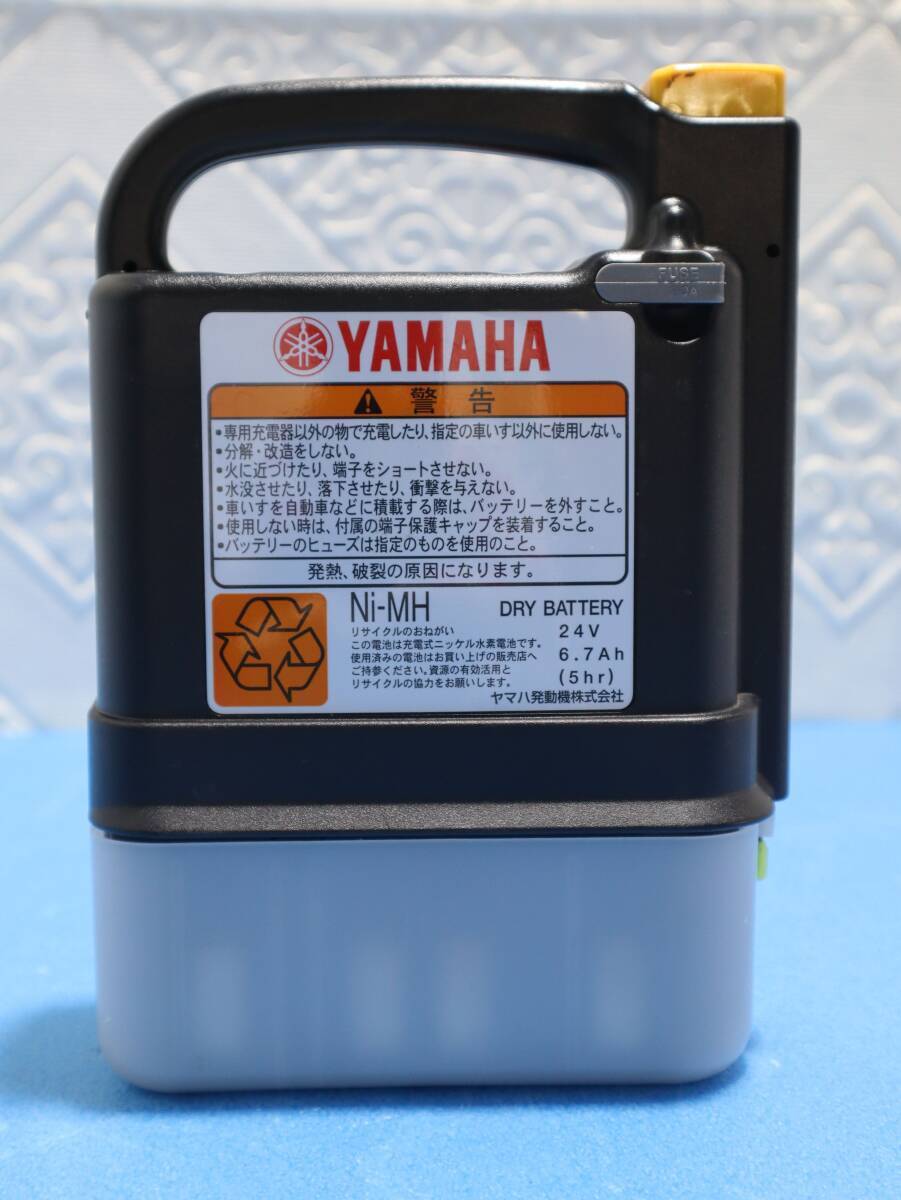 FUSE
YAMAHA
警告
•専用充電器以外の物で充電したり、指定の車いす以外に使用しない。
•分解・改造をしない。
•火に近づけたり、端子をショートさせない。
•水没させたり、落下させたり、衝撃を与えない。
•車いすを自動車などに積載する際は、バッテリーを外すこと。
•使用しない時は、付属の端子保護キャップを装着すること。
•バッテリーのヒューズは指定のものを使用のこと。
発熱、破裂の原因になります。
Ni-MH
リサイクルのおねがい
この電池は充電式ニッケル水素電池です。
使用済みの電池はお買い上げの販売店へ
ご持参ください。資源の有効活用と
リサイクルの協力をお願いします。
DRY BATTERY
24V
6.7Ah
(5hr)
ヤマハ発動機株式会社